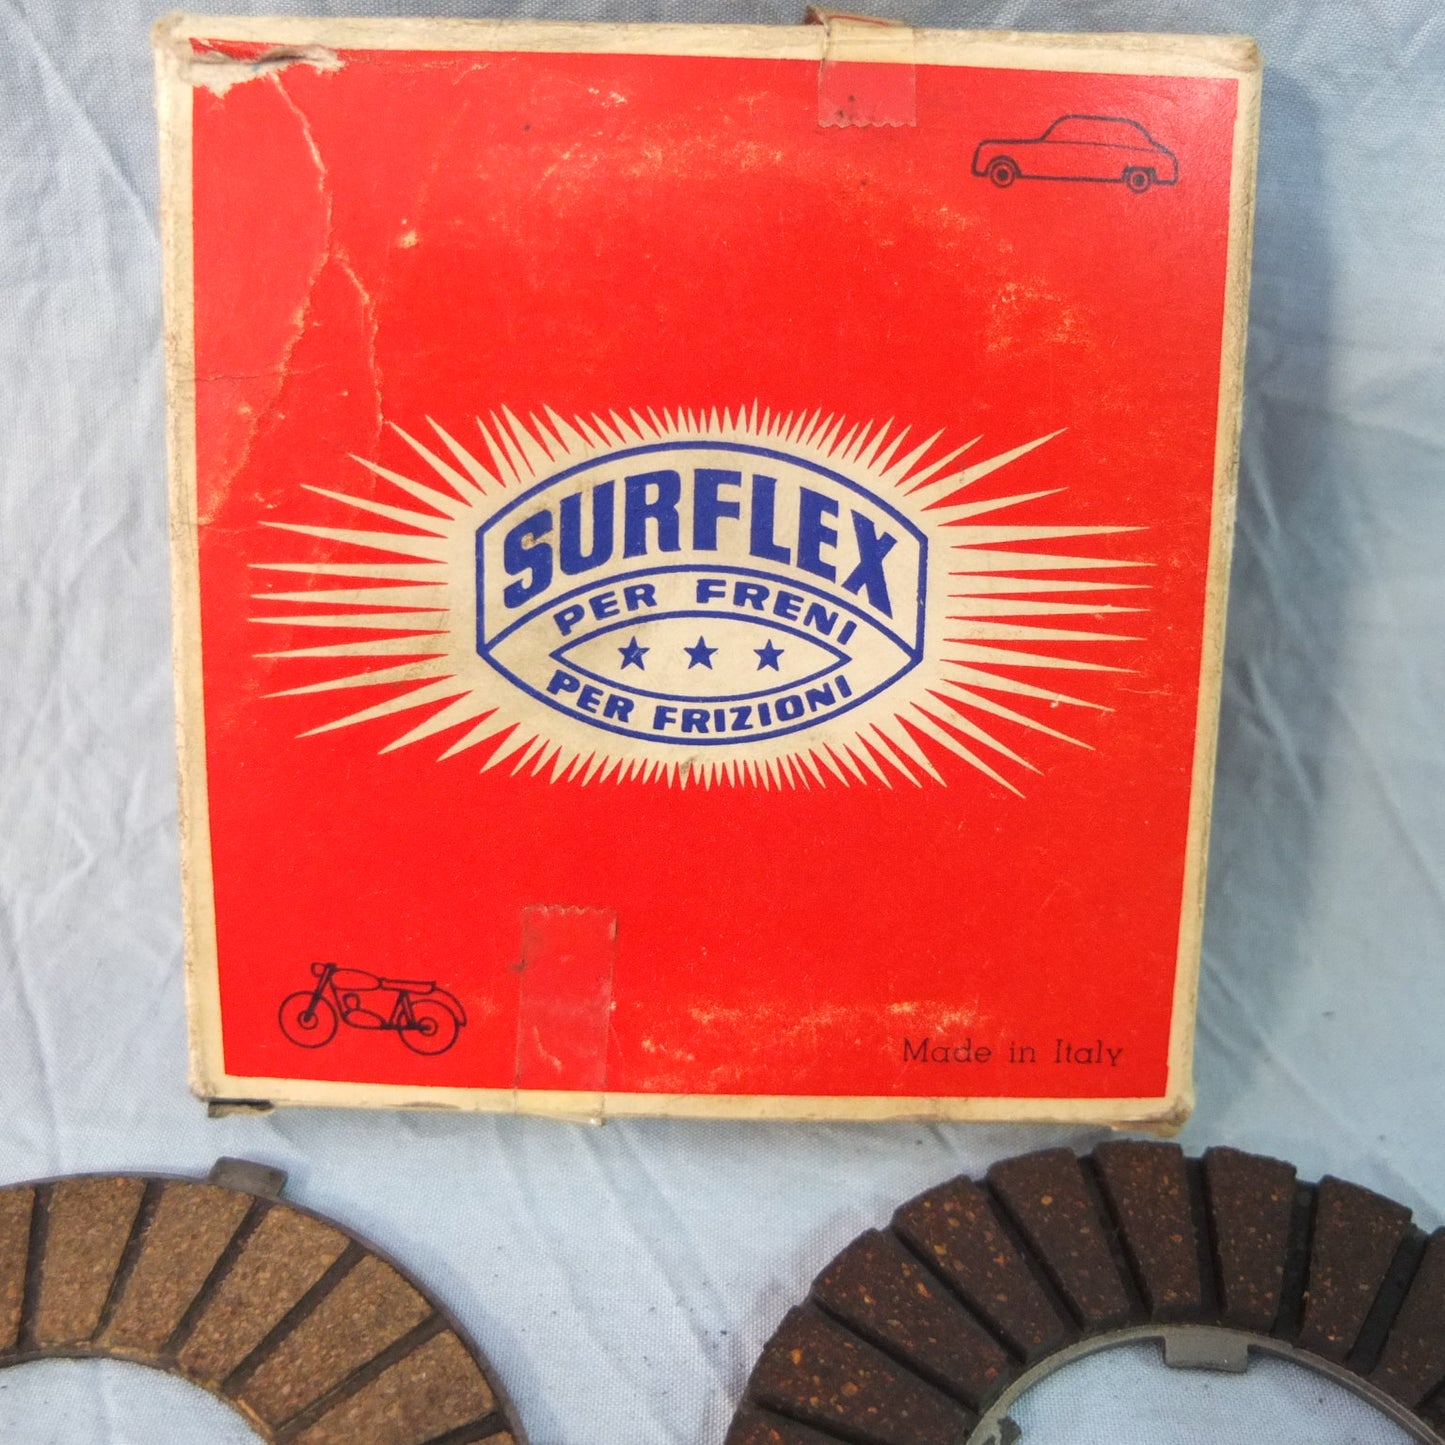 SURFLEX
PER FRENI
PER FRIZIONI
Made in Italy